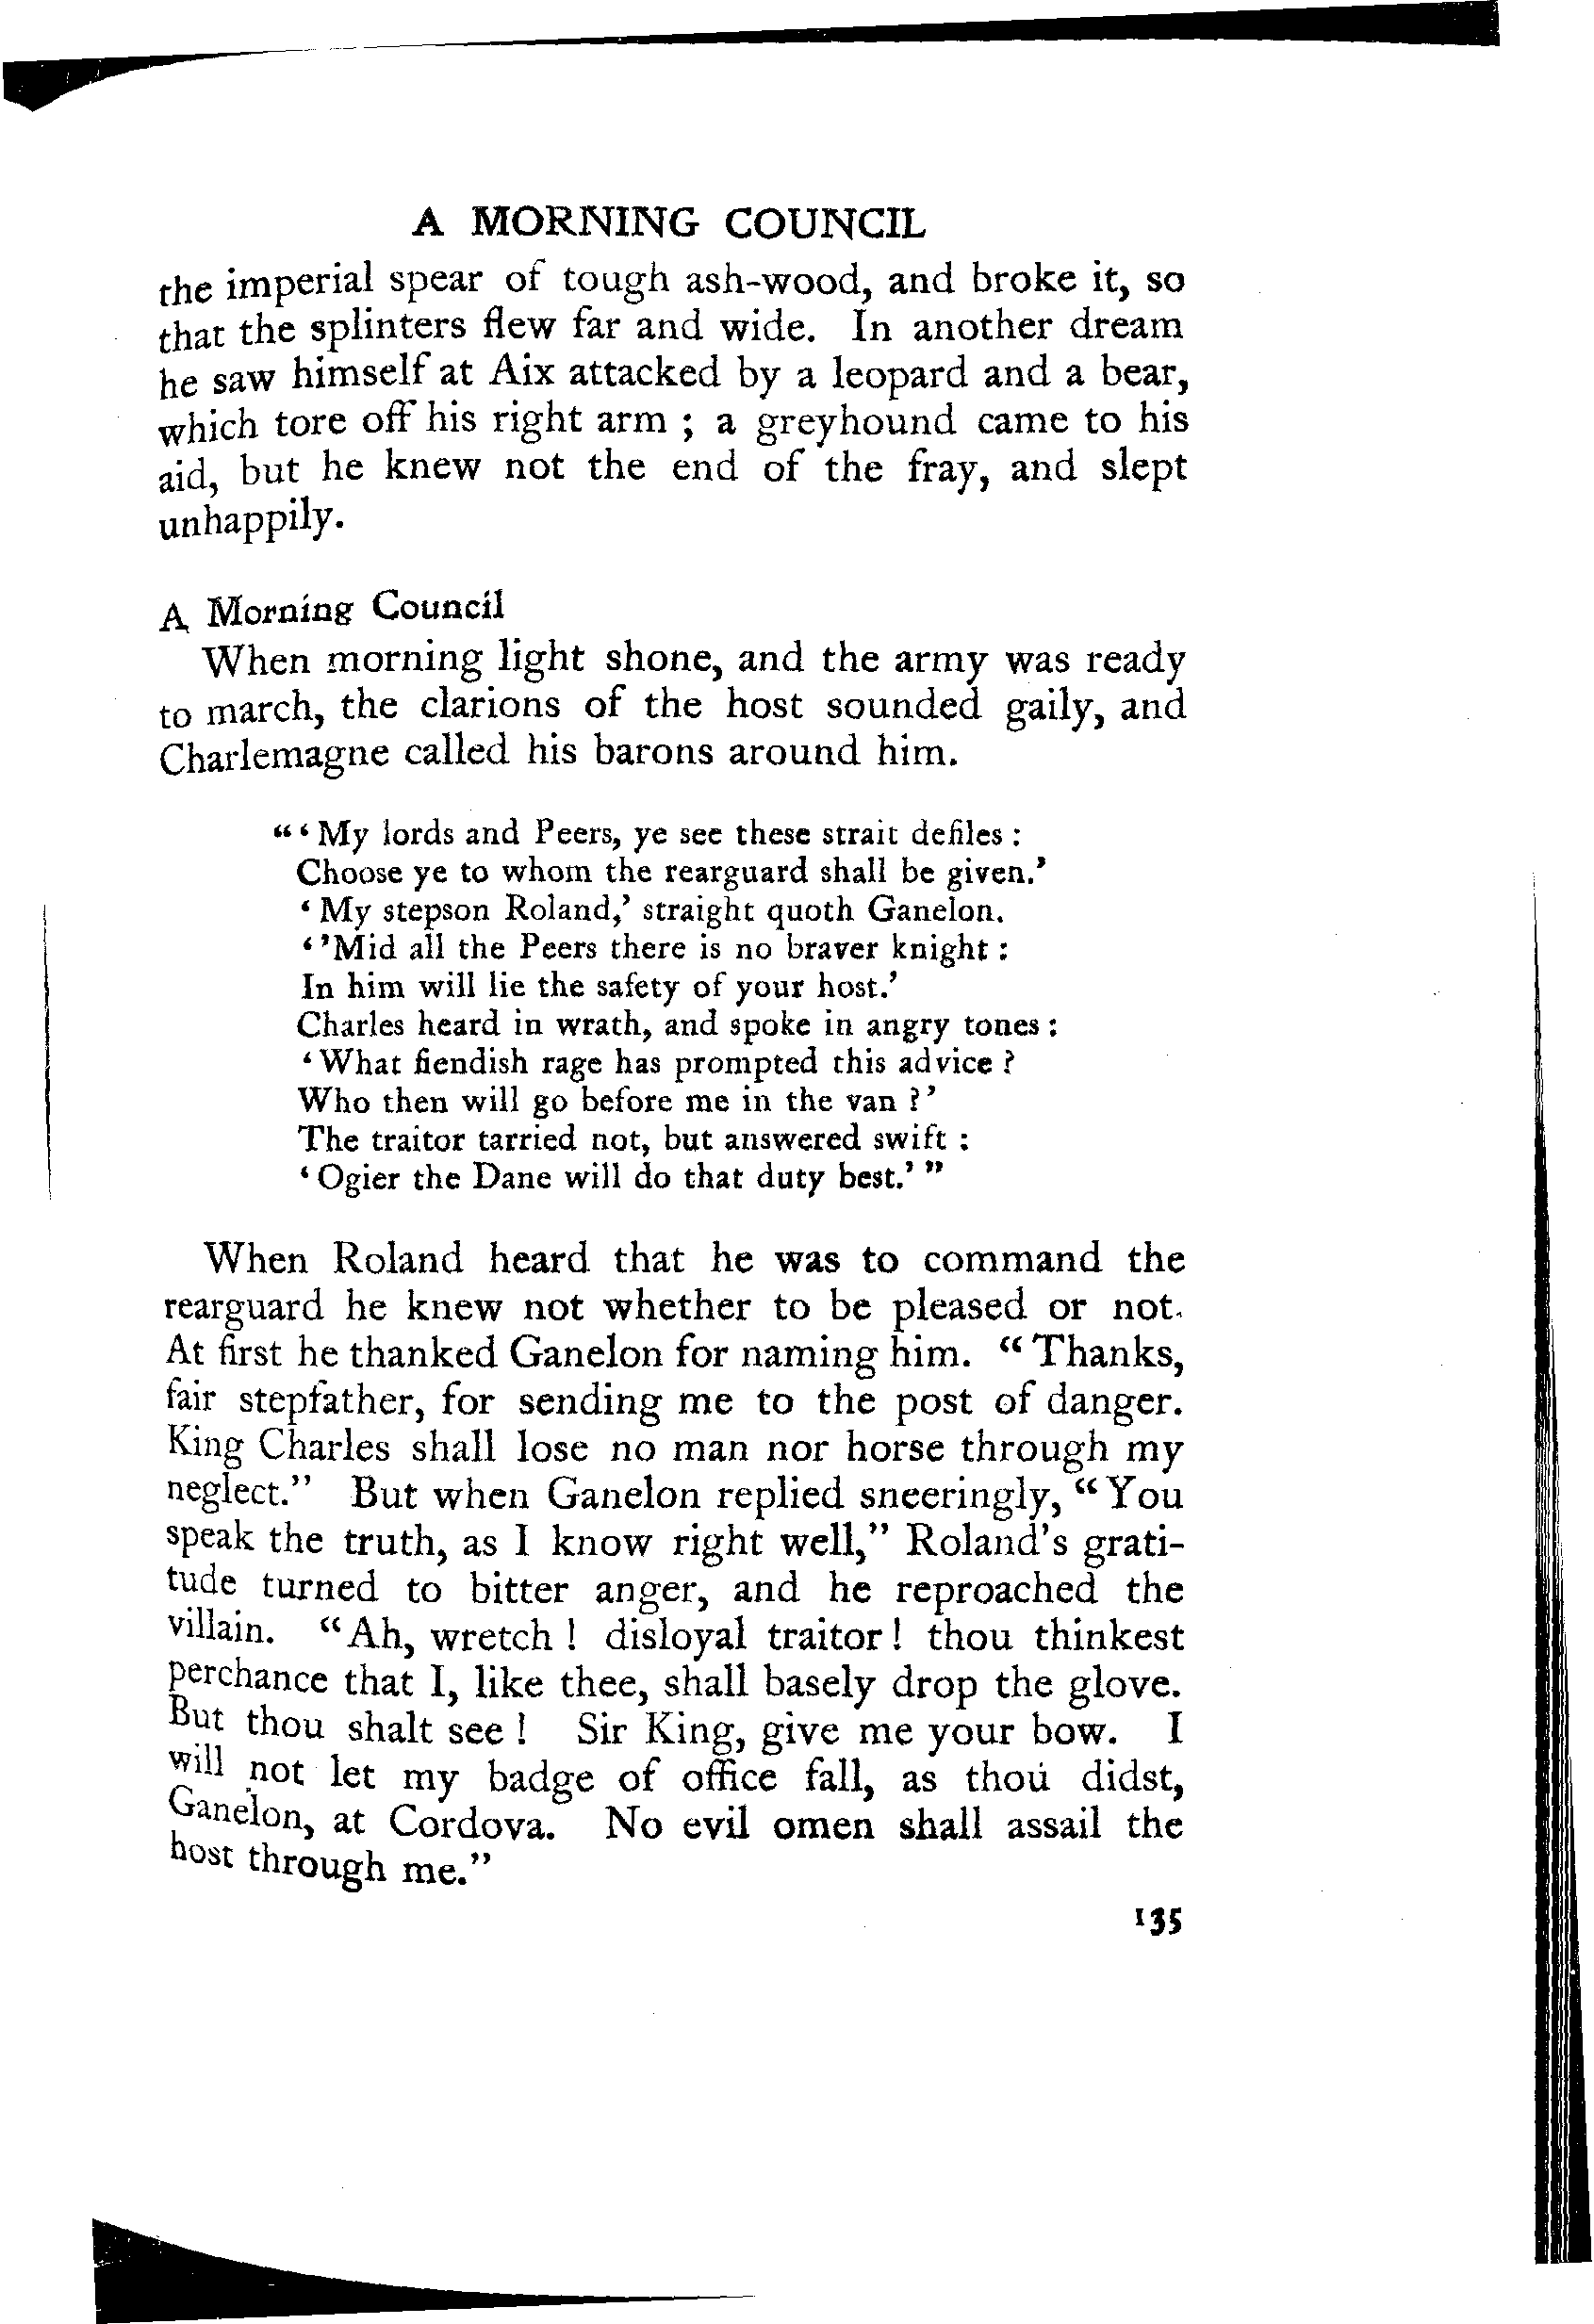 A MORNING COUNCIL
the imperial spear of tough ash-wood, and broke it, so
that the splinters flew far and wide. In another dream
he saw himself at Aix attacked by a leopard and a bear,
which tore off his right arm ; a greyhound came to his
aid, but he knew not the end of the fray, and slept
unhappily.
A Morning Council
When morning light shone, and the army was ready
to march, the clarions of the host sounded gaily, and
Charlemagne called his barons around him.
“ ‘ My lords and Peers, ye see these strait defiles :
Choose ye to whom the rearguard shall be given.’
‘ My stepson Roland,’ straight quoth Ganelon.
‘ ’Mid all the Peers there is no braver knight :
In him will lie the safety of your host.’
Charles heard in wrath, and spoke in angry tones :
‘ What fiendish rage has prompted this advice ?
Who then will go before me in the van ?’
The traitor tarried not, but answered swift :
‘ Ogier the Dane will do that duty best.’ ”
When Roland heard that he was to command the
rearguard he knew not whether to be pleased or not.
At first he thanked Ganelon for naming him. “ Thanks,
fair stepfather, for sending me to the post of danger.
King Charles shall lose no man nor horse through my
neglect.” But when Ganelon replied sneeringly, “ You
speak the truth, as I know right well,” Roland’s grati-
tude turned to bitter anger, and he reproached the
villain. “ Ah, wretch ! disloyal traitor ! thou thinkest
perchance that I, like thee, shall basely drop the glove.
But thou shalt see ! Sir King, give me your bow. I
will not let my badge of office fall, as thou didst,
Ganelon, at Cordova. No evil omen shall assail the
host through me.”
135